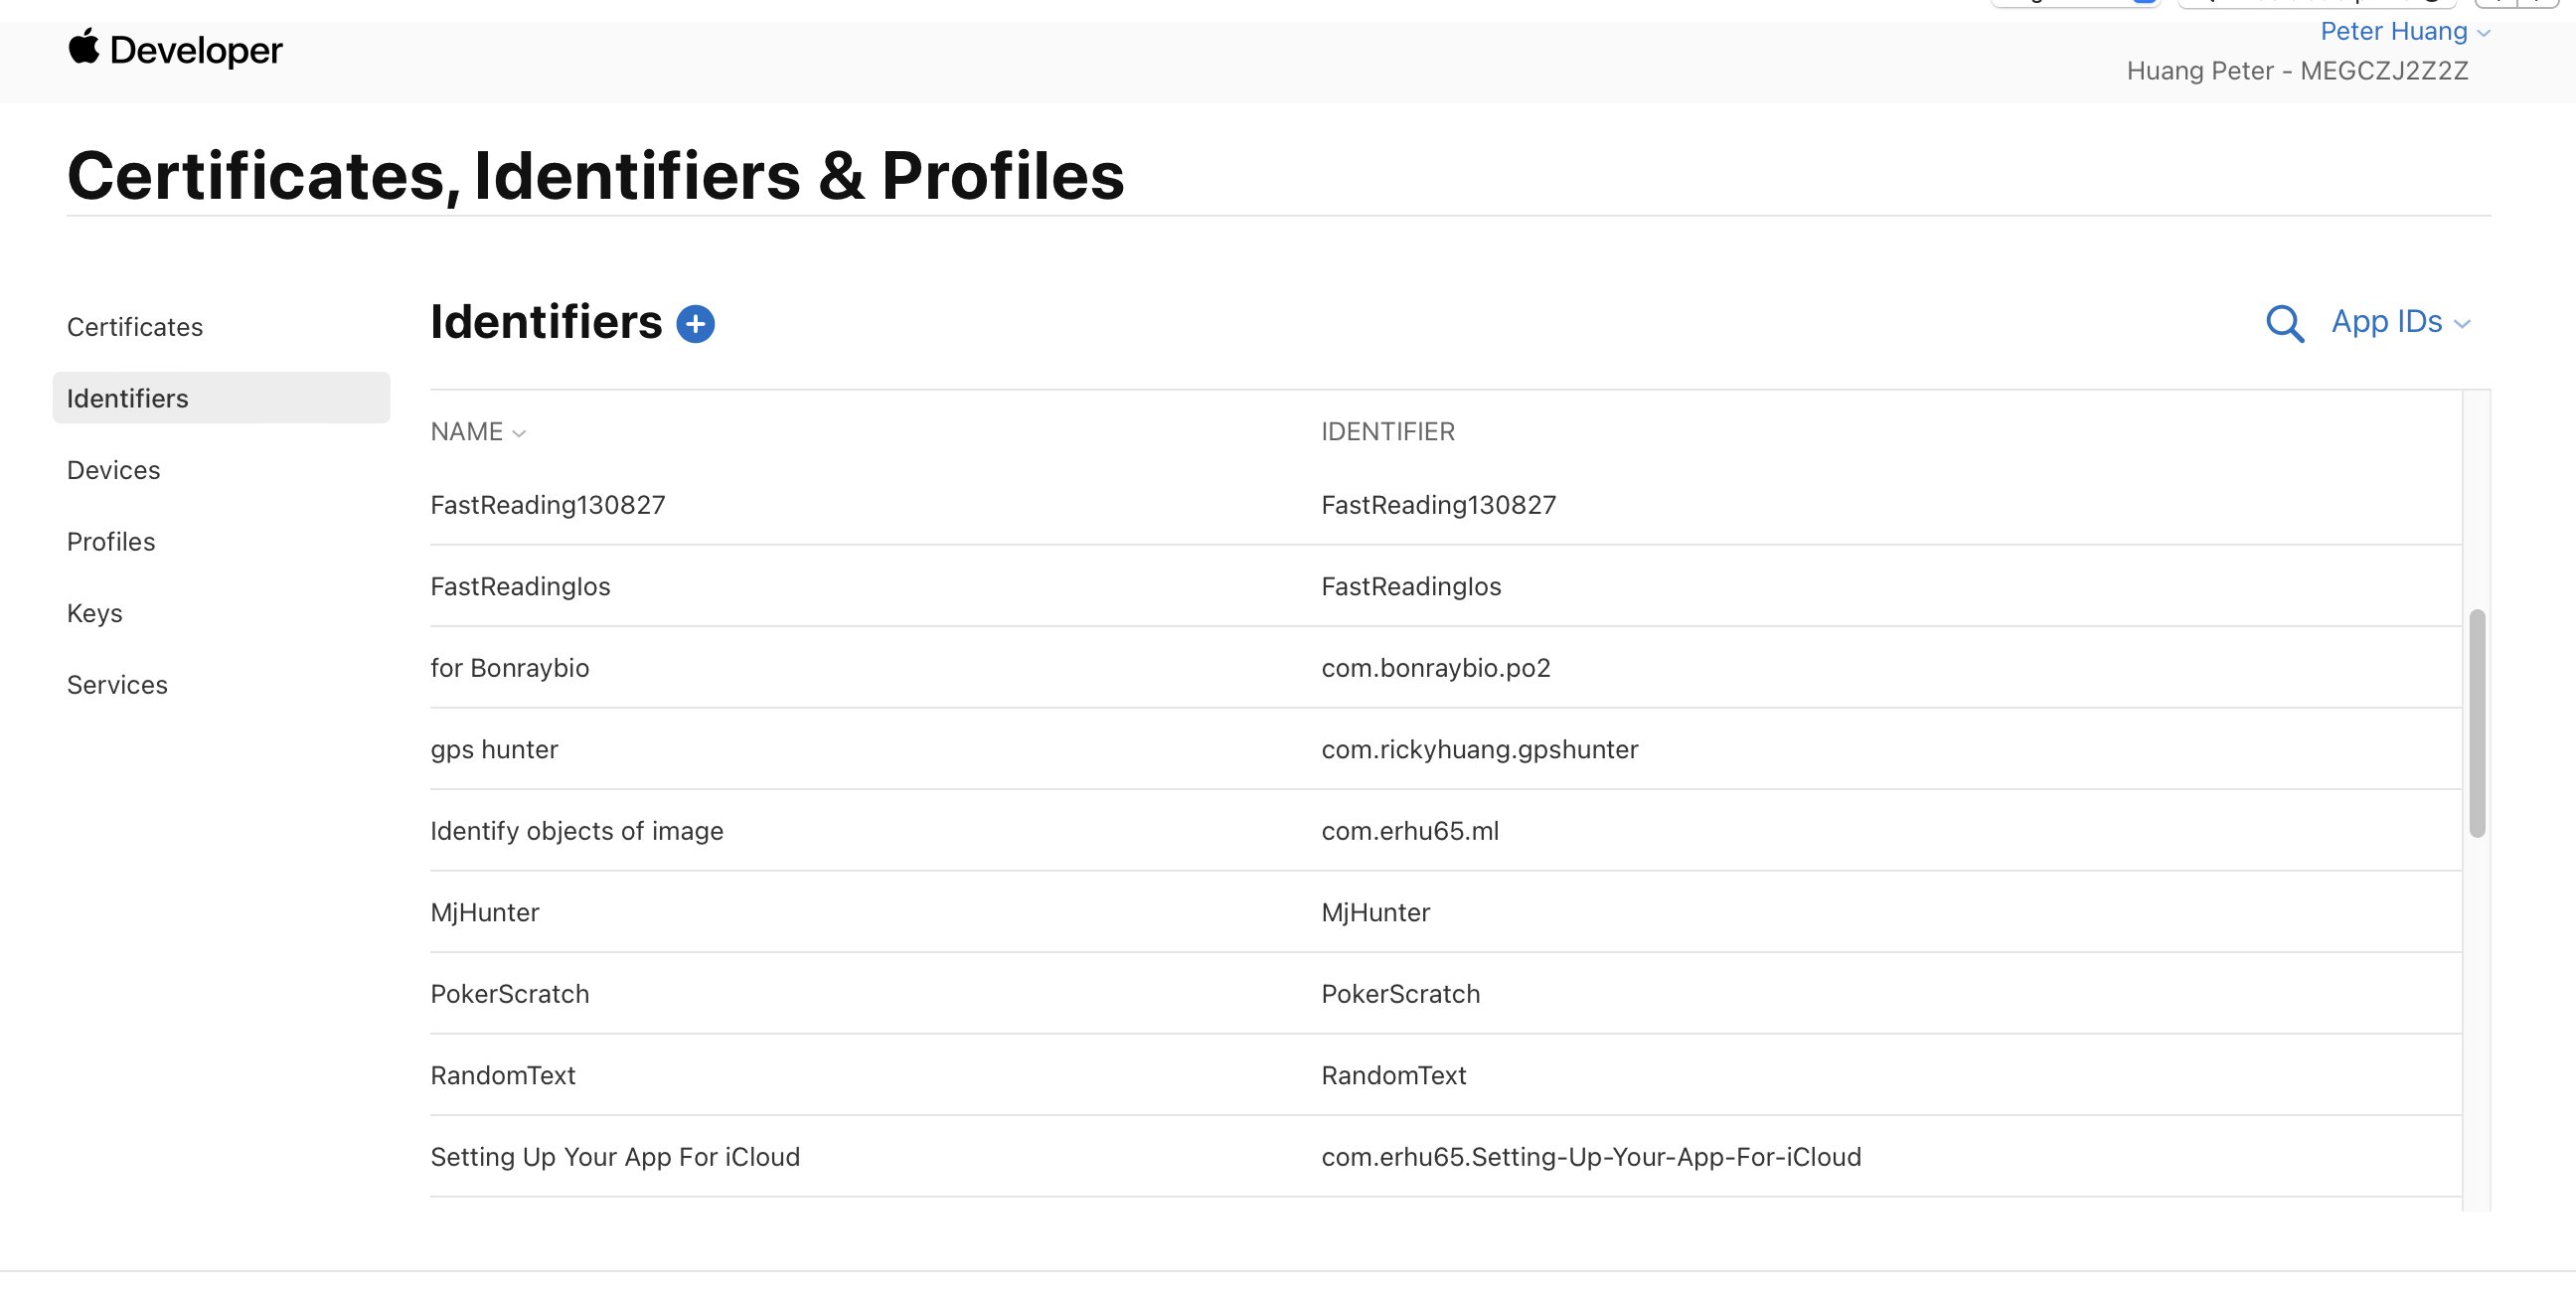 Developer
Peter Huang
Huang Peter - MEGCZJ2Z2Z
Certificates, Identifiers & Profiles
Certificates
Identifiers
Devices
Profiles
Keys
Services
Identifiers
App IDs
NAME IDENTIFIER
FastReading130827 FastReading130827
FastReadingIos FastReadingIos
for Bonraybio com.bonraybio.po2
gps hunter com.rickyhuang.gpshunter
Identify objects of image com.erhu65.ml
MjHunter MjHunter
PokerScratch PokerScratch
RandomText RandomText
Setting Up Your App For iCloud com.erhu65.Setting-Up-Your-App-For-iCloud